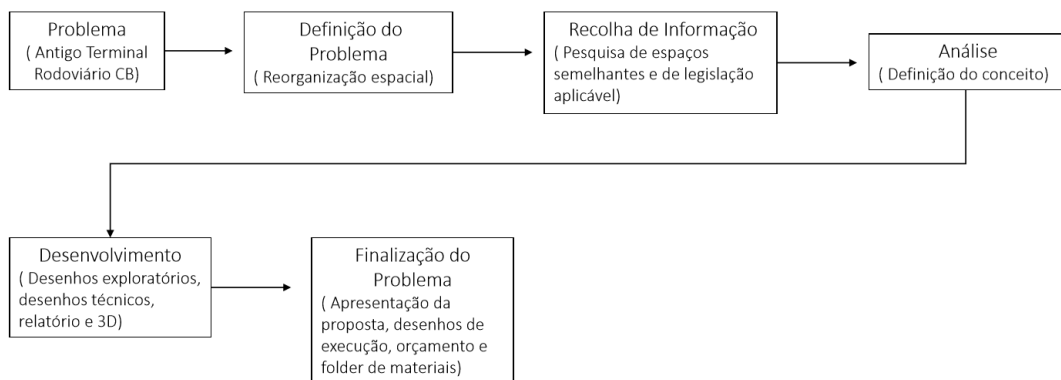 Problema
( Antigo Terminal
Rodoviário CB)
Definição do
Problema
( Reorganização espacial)
Recolha de Informação
( Pesquisa de espaços
semelhantes e de legislação
aplicável)
Análise
( Definição do conceito)
Desenvolvimento
( Desenhos exploratórios,
desenhos técnicos,
relatório e 3D)
Finalização do
Problema
( Apresentação da
proposta, desenhos de
execução, orçamento e
folder de materiais)